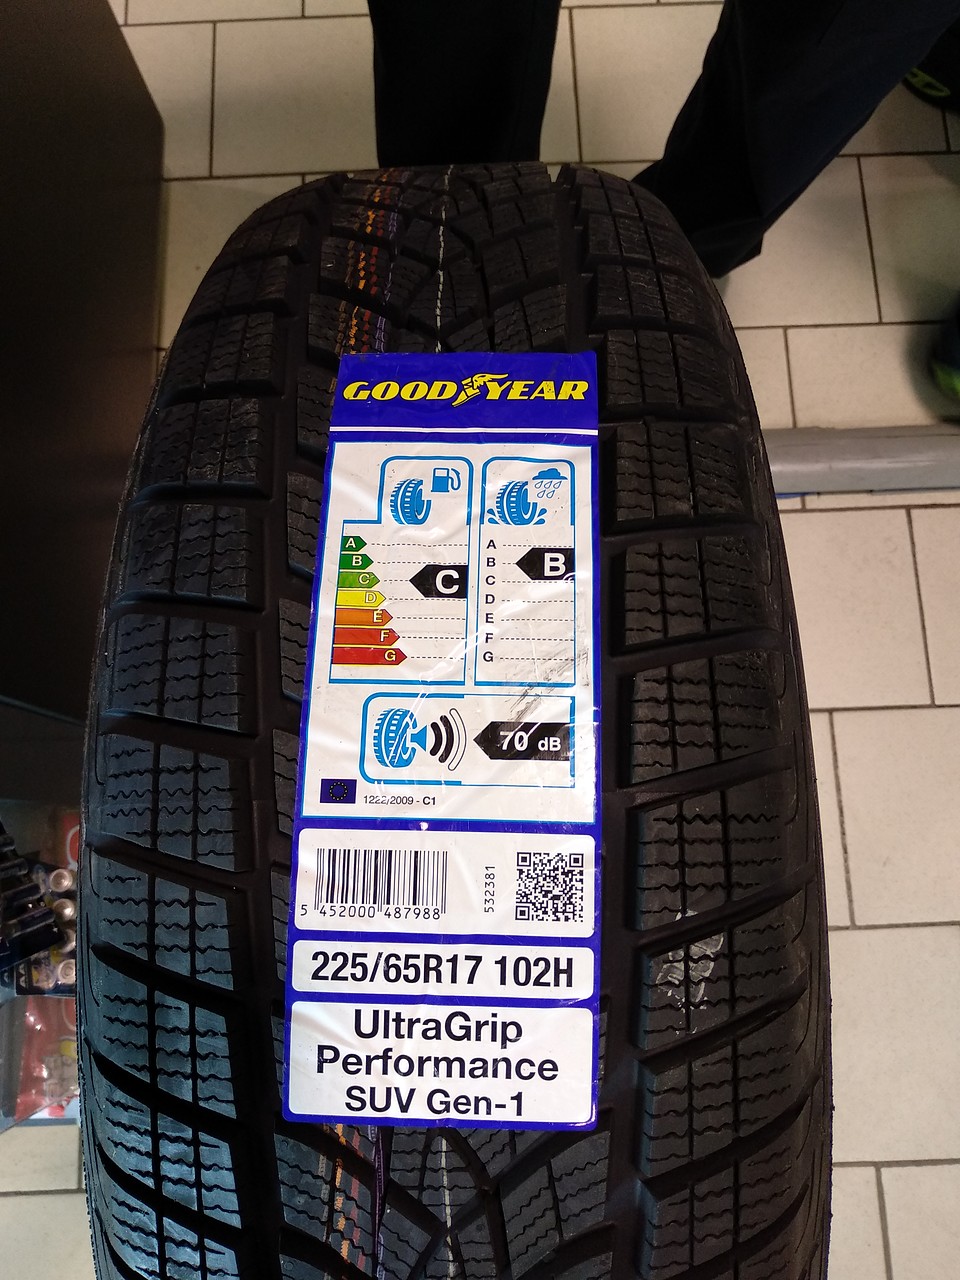 GOODYEAR
A
B
C
D
E
F
G
C
A
B
C
D
E
F
G
B
70 dB
1222/2009 - C1
5 452000 487988
532381
225/65R17 102H
UltraGrip
Performance
SUV Gen-1